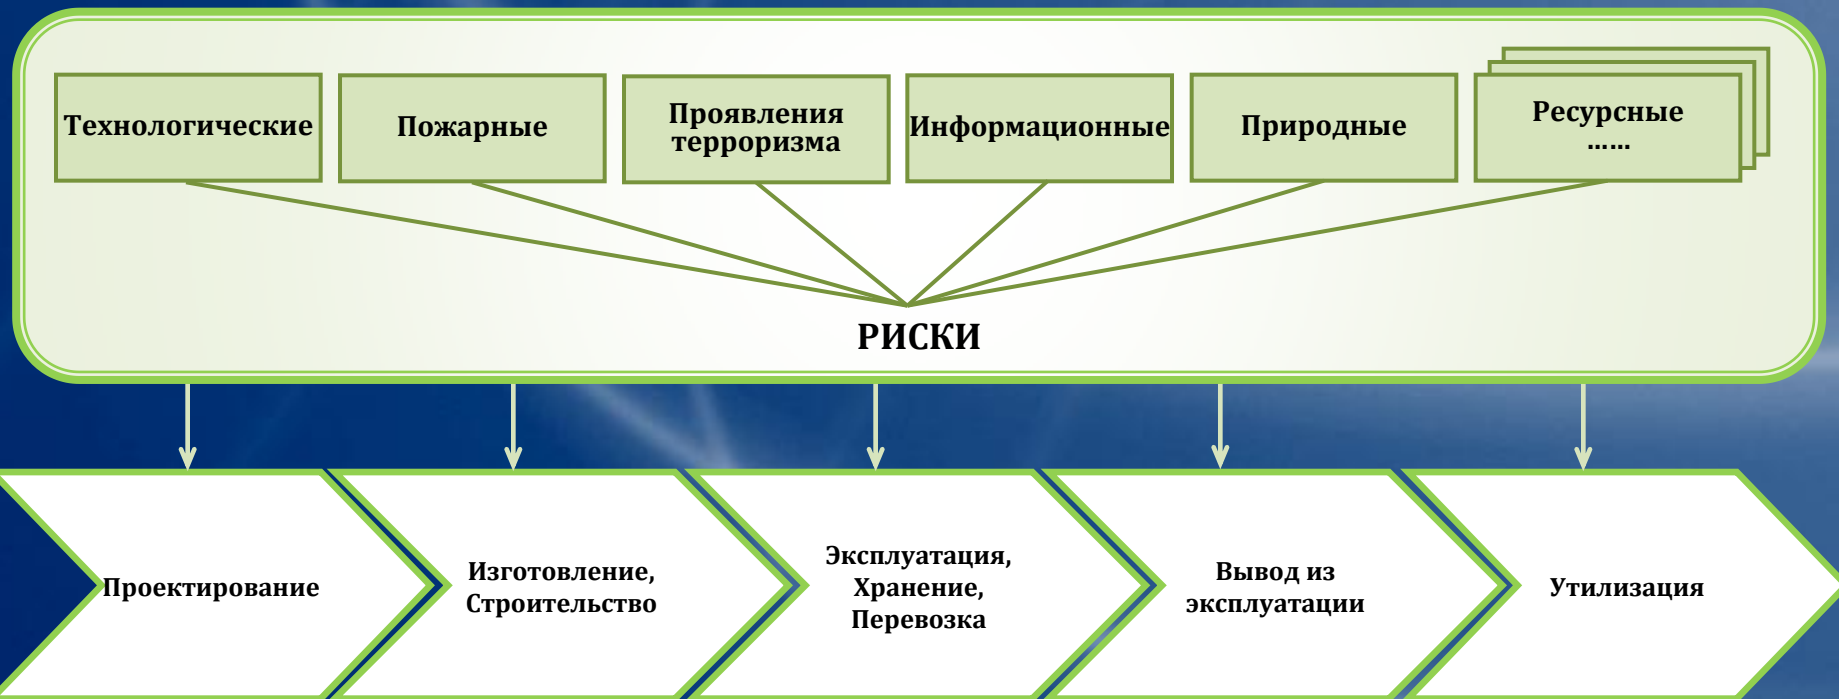 Технологические
Пожарные
Проявления
терроризма
Информационные
Природные
Ресурсные
......
РИСКИ
Проектирование
Изготовление,
Строительство
Эксплуатация,
Хранение,
Перевозка
Вывод из
эксплуатации
Утилизация